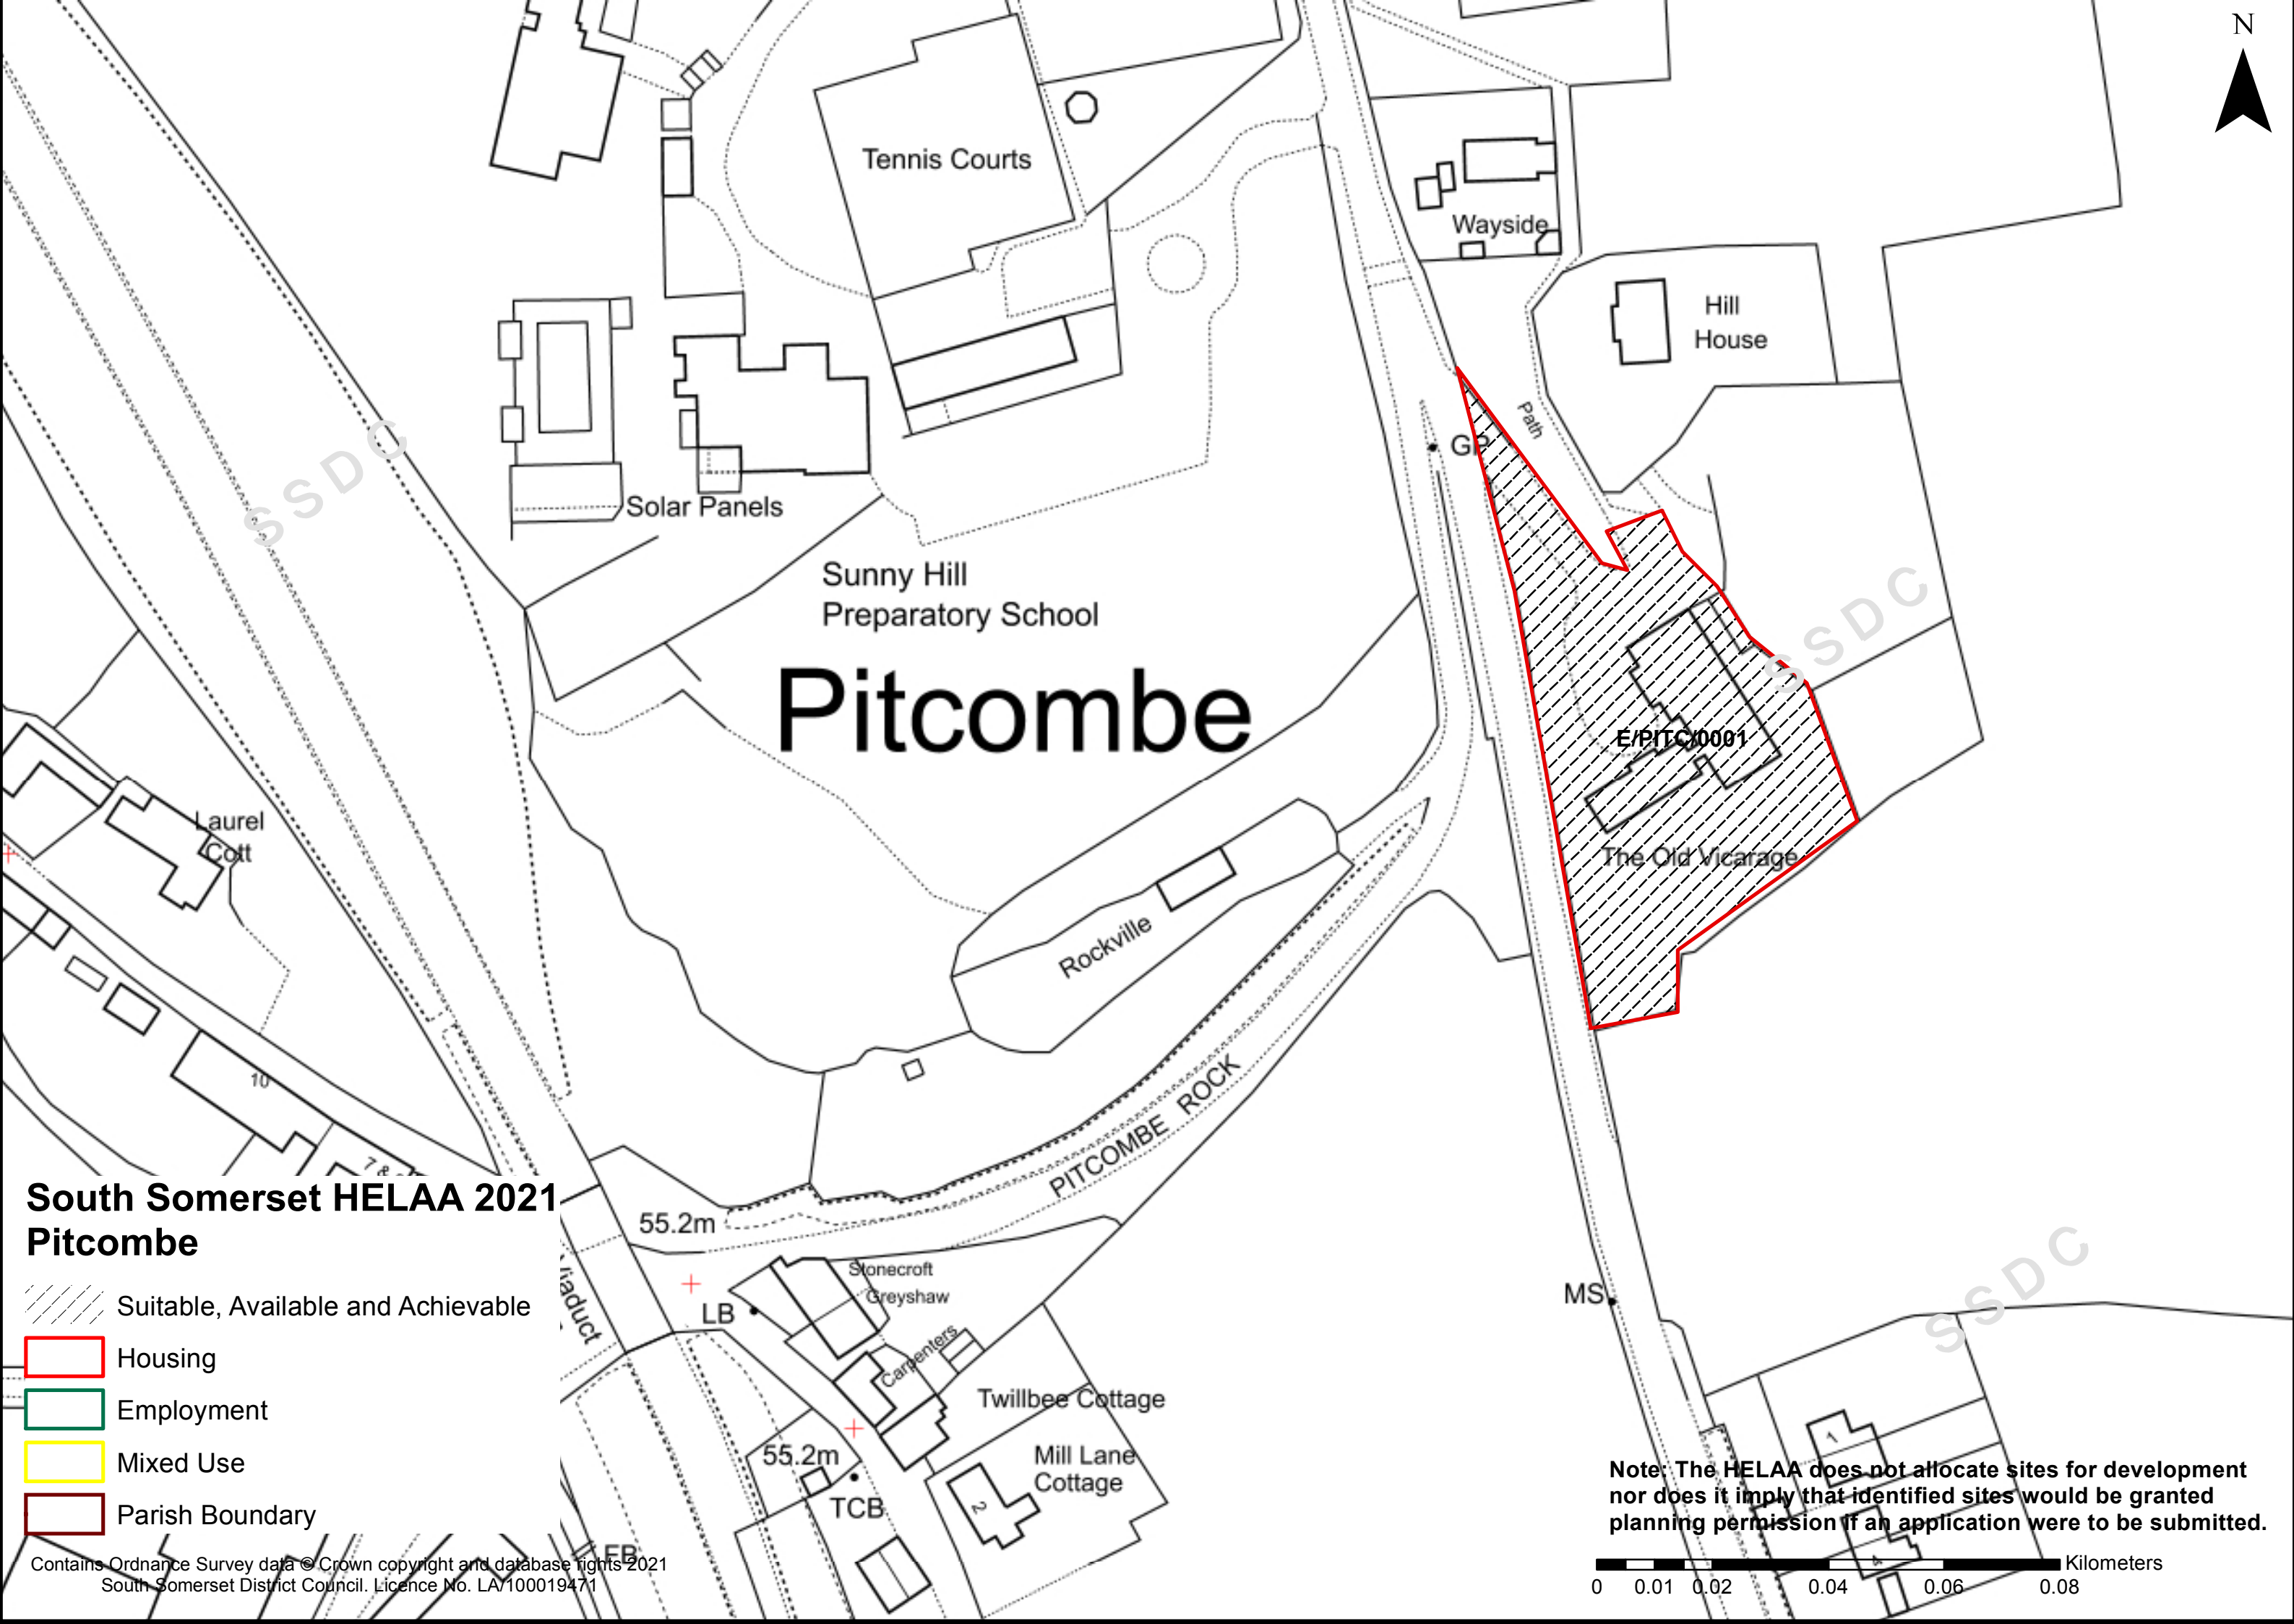 N
Tennis Courts
Wayside
Hill
House
Path
GP
SSDC
Solar Panels
Sunny Hill
Preparatory School
SSDC
Pitcombe
E/PITC/0001
Laurel
Cott
The Old Vicarage
Rockville
10
PITCOMBE ROCK
7 &
South Somerset HELAA 2021
Pitcombe
Suitable, Available and Achievable
Housing
Employment
Mixed Use
Parish Boundary
55.2m
Viaduct
LB
Stonecroft
Greyshaw
Carpenters
SSDC
MS
Twillbee Cottage
Mill Lane
Cottage
2
55.2m
TCB
1
4
Note: The HELAA does not allocate sites for development
nor does it imply that identified sites would be granted
planning permission if an application were to be submitted.
FB
Contains Ordnance Survey data © Crown copyright and database rights 2021
South Somerset District Council. Licence No. LA/100019471
Kilometers
0 0.01 0.02 0.04 0.06 0.08